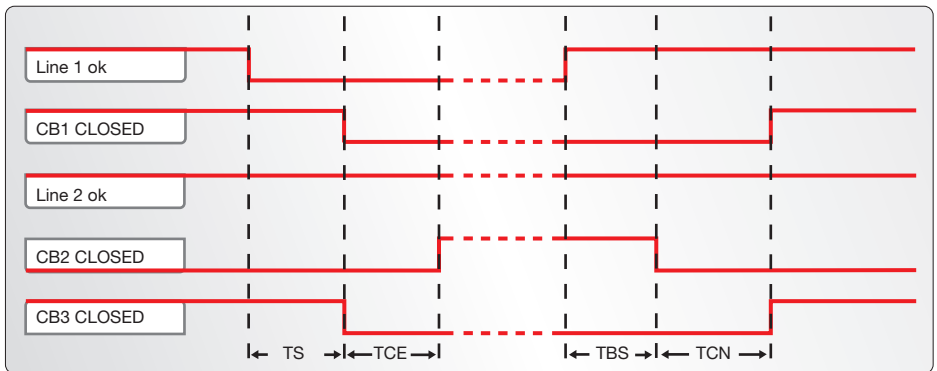 Line 1 ok
CB1 CLOSED
Line 2 ok
CB2 CLOSED
CB3 CLOSED
TS TCE TBS TCN